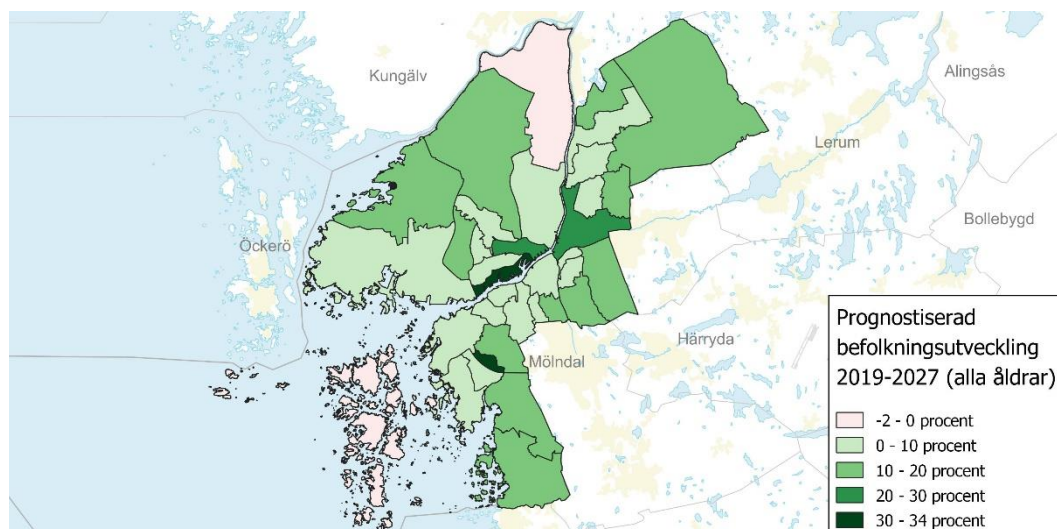 Kungälv
Alingsås
Lerum
Bollebygd
Öckerö
Härryda
Mölndal
Prognostiserad
befolkningsutveckling
2019-2027 (alla åldrar)
-2 - 0 procent
0 - 10 procent
10 - 20 procent
20 - 30 procent
30 - 34 procent